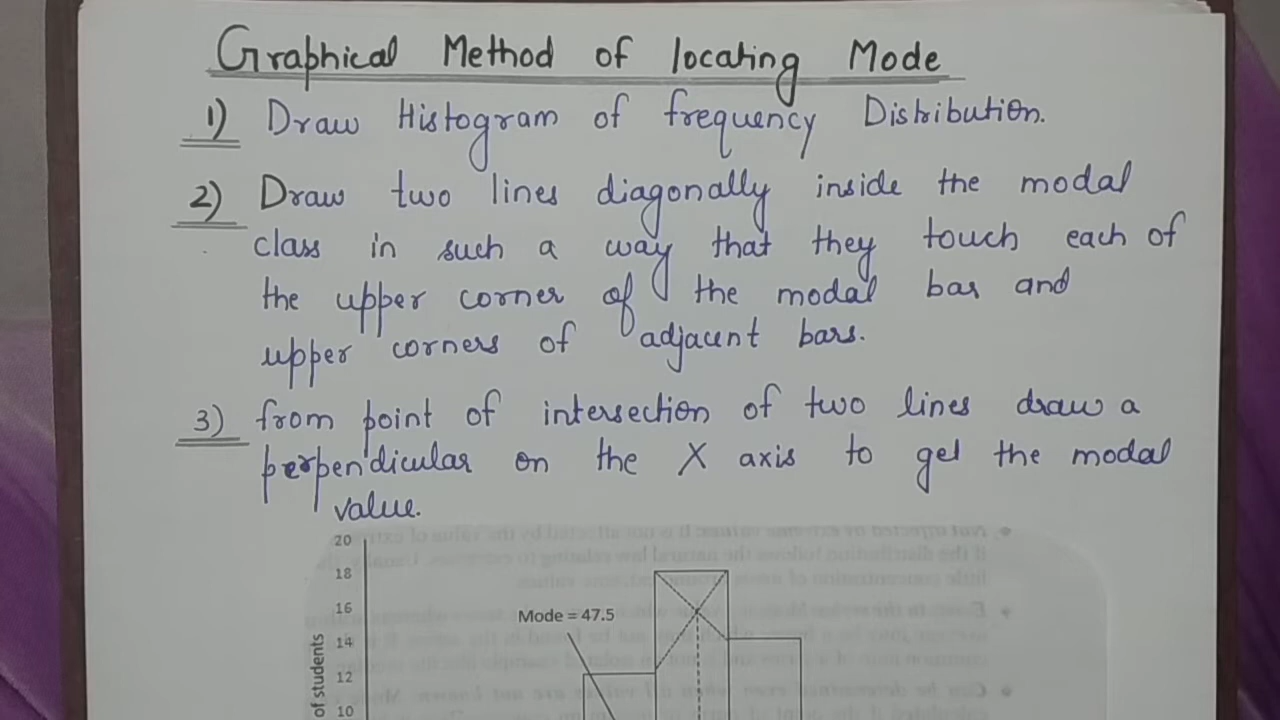 Graphical Method of locating Mode
1) Draw Histogram of frequency Distribution.
2) Draw two lines diagonally inside the modal
class in such a way that they touch each of
the upper corner of the modal bar and
upper corners of adjacent bars.
3) from point of intersection of two lines draw a
perpendicular on the X axis to get the modal
value.
20
18
16
Mode = 47.5
14
12
10
of students